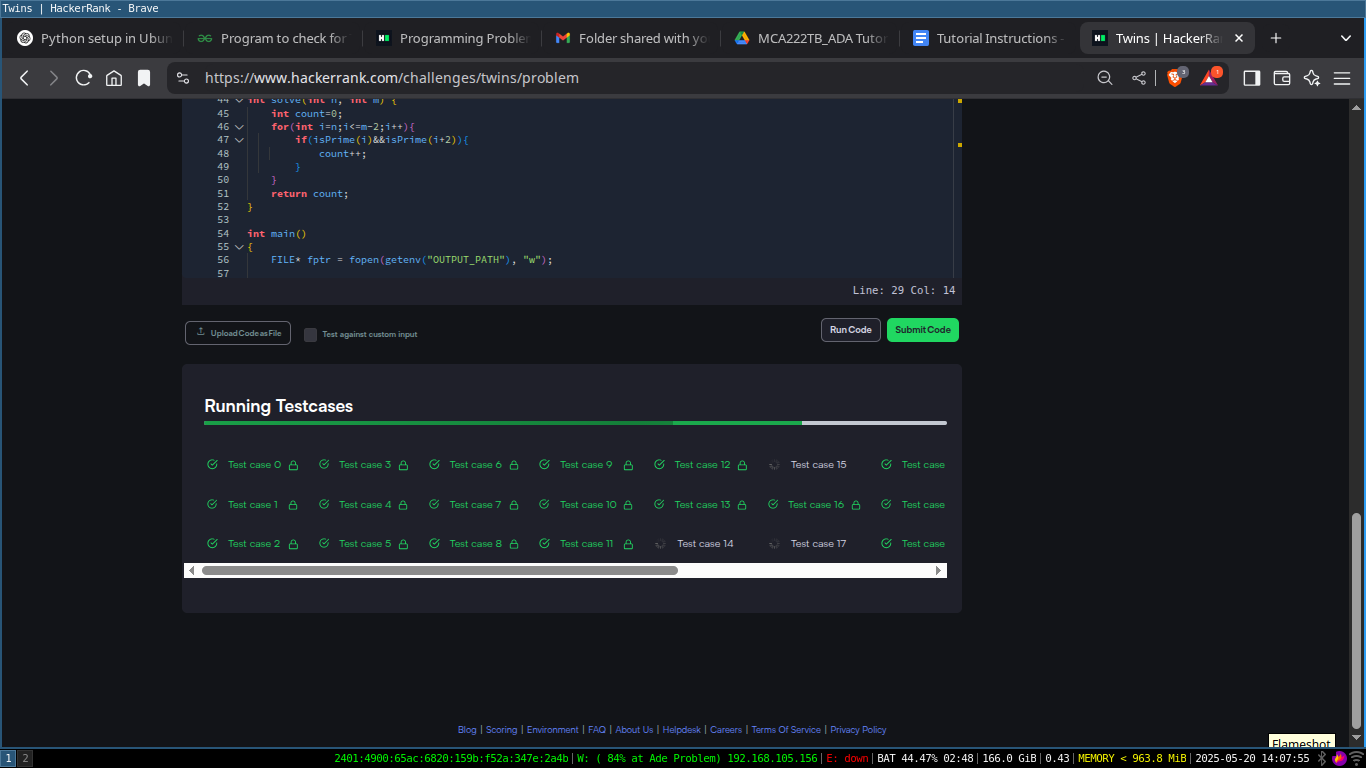 Twins | HackerRank - Brave
Python setup in Ubun
Program to check for
Programming Probler
Folder shared with yo
MCA222TB_ADA Tutor
Tutorial Instructions -
Twins | HackerRa
https://www.hackerrank.com/challenges/twins/problem
44 int solve(int n, int m) {
45 int count=0;
46 for(int i=n;i<=m-2;i++){
47 if(isPrime(i)&&isPrime(i+2)){
48 count++;
49 }
50 }
51 return count;
52 }
53
54 int main()
55 {
56 FILE* fptr = fopen(getenv("OUTPUT_PATH"), "w");
57
Line: 29 Col: 14
Upload Code as File
Test against custom input
Run Code
Submit Code
Running Testcases
Test case 0 Test case 3 Test case 6 Test case 9 Test case 12 Test case 15 Test case
Test case 1 Test case 4 Test case 7 Test case 10 Test case 13 Test case 16 Test case
Test case 2 Test case 5 Test case 8 Test case 11 Test case 14 Test case 17 Test case
Blog | Scoring | Environment | FAQ | About Us | Helpdesk | Careers | Terms Of Service | Privacy Policy
Flameshot
1 2 2401:4900:65ac:6820:159b:f52a:347e:2a4b|W: ( 84% at Ade Problem) 192.168.105.156|E: down|BAT 44.47% 02:48|166.0 GiB|0.43|MEMORY < 963.8 MiB|2025-05-20 14:07:55